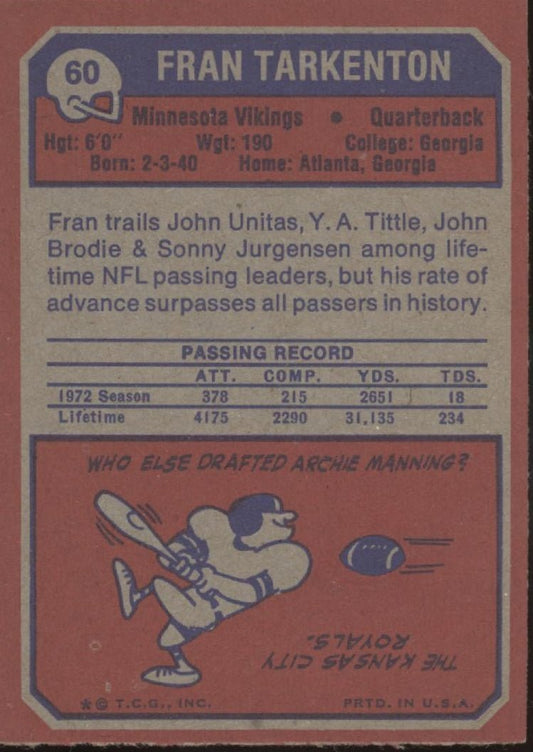 60
FRAN TARKENTON
Minnesota Vikings • Quarterback
Hgt: 6'0" Wgt: 190 College: Georgia
Born: 2-3-40 Home: Atlanta, Georgia
Fran trails John Unitas, Y. A. Tittle, John
Brodie & Sonny Jurgensen among life-
time NFL passing leaders, but his rate of
advance surpasses all passers in history.
PASSING RECORD
ATT. COMP. YDS. TDS.
1972 Season 378 215 2651 18
Lifetime 4175 2290 31,135 234
WHO ELSE DRAFTED ARCHIE MANNING?
THE KANSAS CITY
ROYALS.
* © T.C.G., INC. PRTD. IN U.S.A.